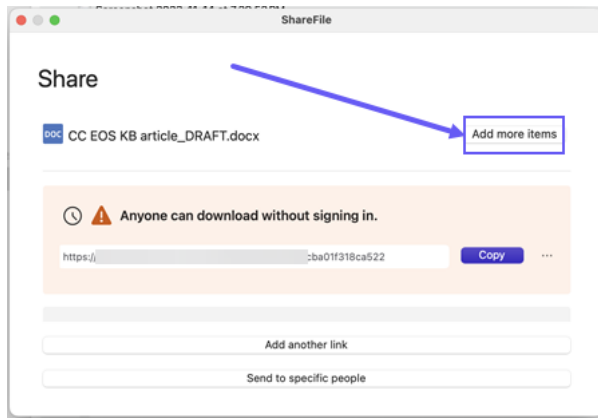 ShareFile
Share
DOC CC EOS KB article_DRAFT.docx
Add more items
Anyone can download without signing in.
https:/ cba01f318ca522
Copy ...
Add another link
Send to specific people